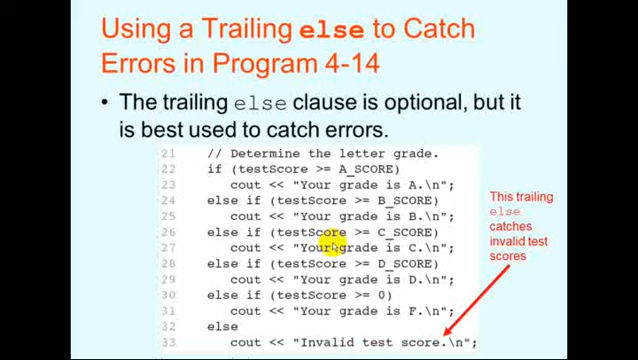 Using a Trailing else to Catch
Errors in Program 4-14
• The trailing else clause is optional, but it
is best used to catch errors.
21 // Determine the letter grade.
22 if (testScore >= A_SCORE)
23 cout << "Your grade is A.\n";
24 else if (testScore >= B_SCORE)
25 cout << "Your grade is B.\n";
26 else if (testScore >= C_SCORE)
27 cout << "Your grade is C.\n";
28 else if (testScore >= D_SCORE)
29 cout << "Your grade is D.\n";
30 else if (testScore >= 0)
31 cout << "Your grade is F.\n";
32 else
33 cout << "Invalid test score.\n";
This trailing
else
catches
invalid test
scores